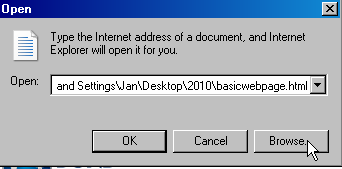 Open
Type the Internet address of a document, and Internet
Explorer will open it for you.
Open: and Settings\Jan\Desktop\2010\basicwebpage.html
OK Cancel Browse...